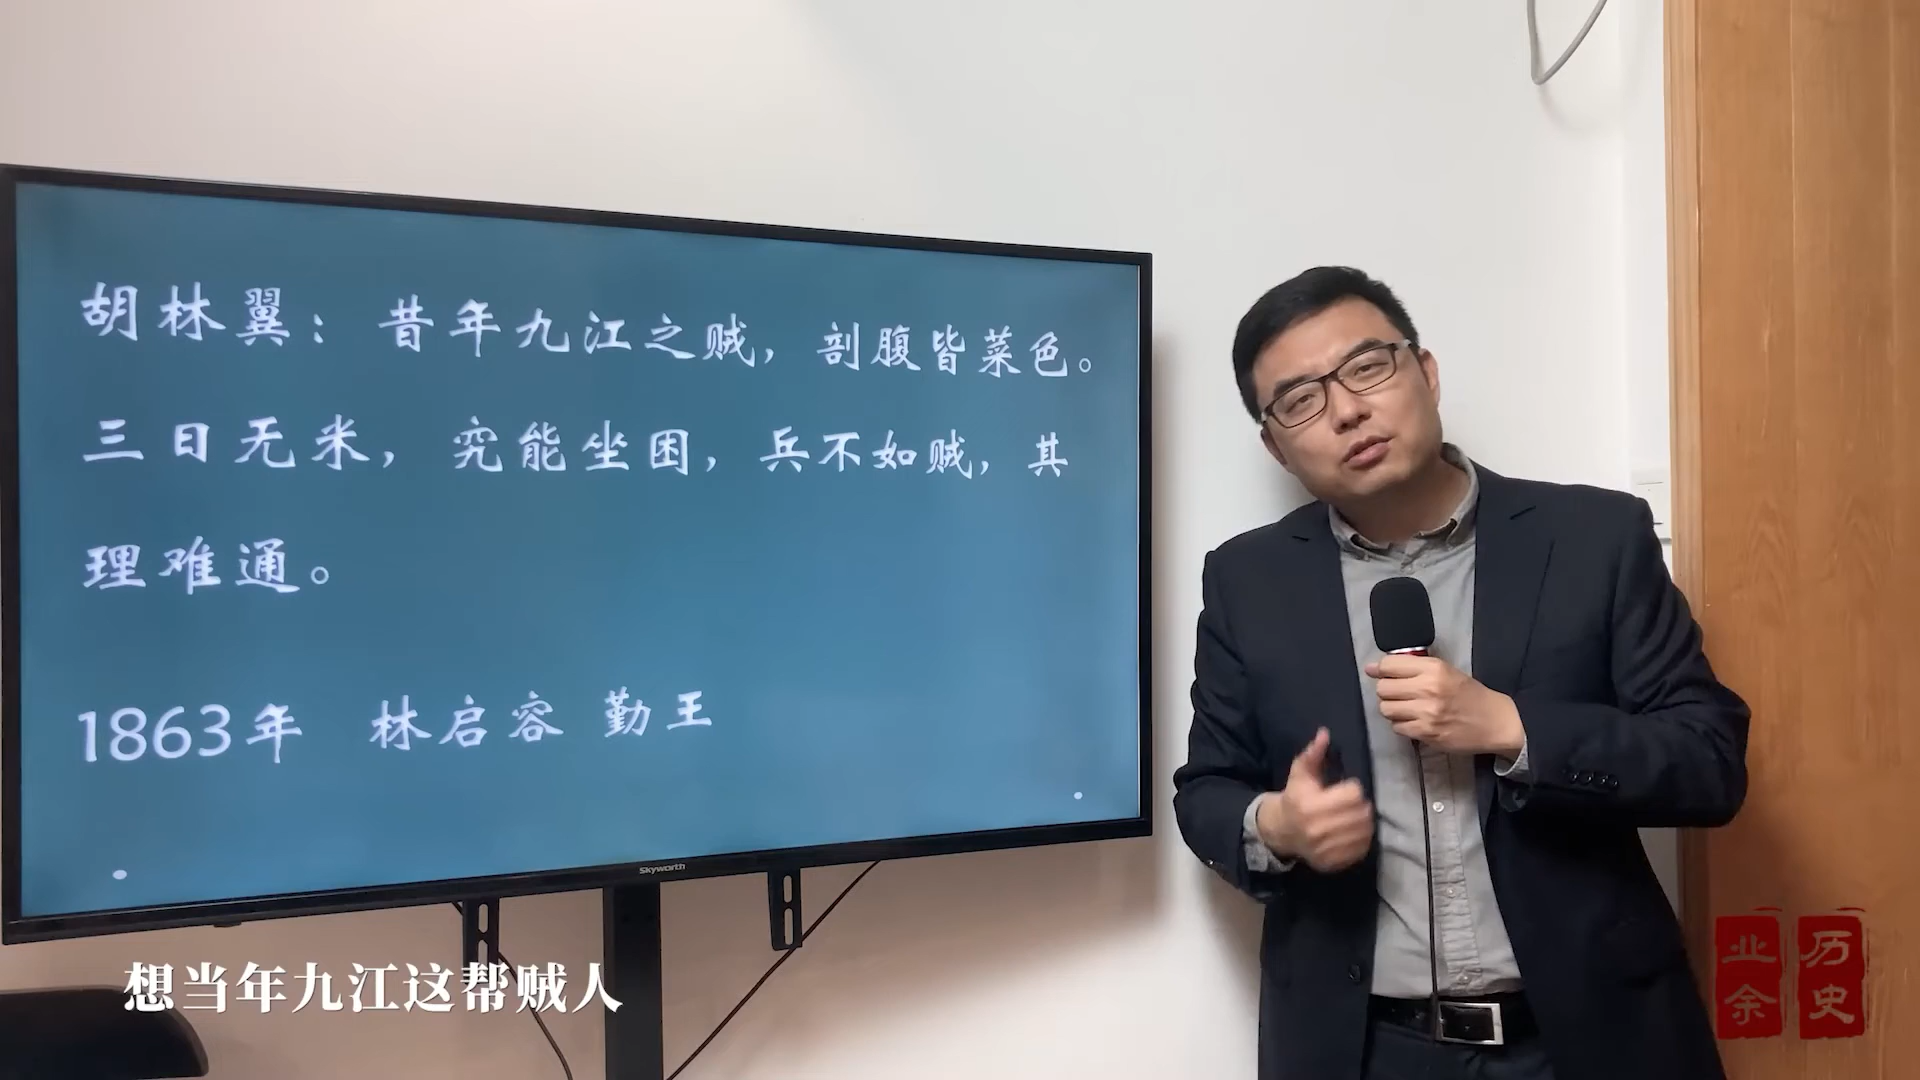 胡林翼：昔年九江之贼，剖腹皆菜色。
三日无米，究能坐困，兵不如贼，其
理难通。
1863年 林启容 勤王
Skyworth
想当年九江这帮贼人
历史
业余